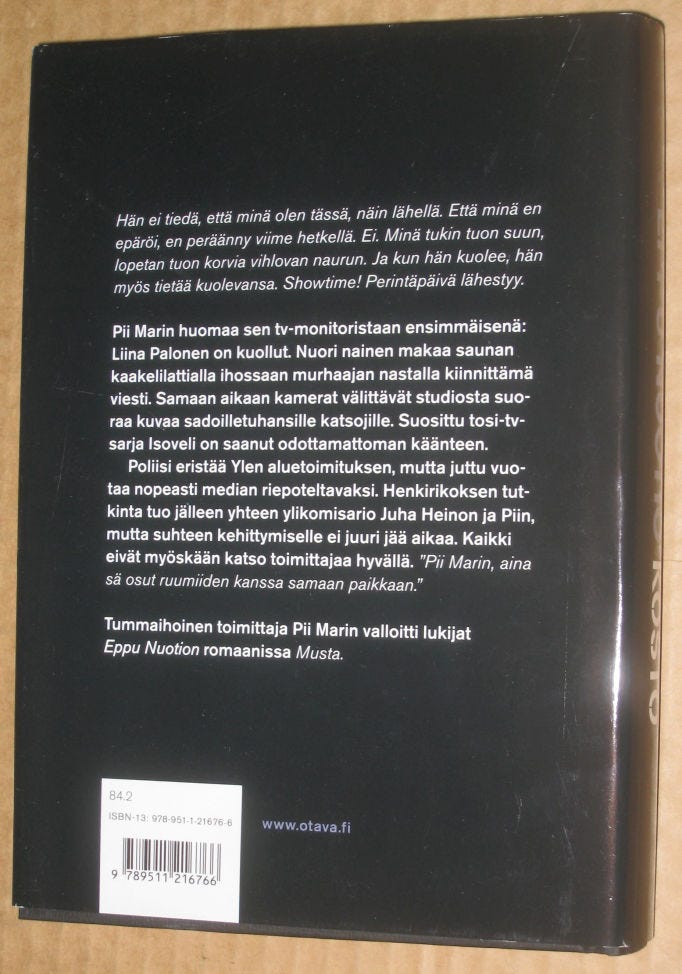 Hän ei tiedä, että minä olen tässä, näin lähellä. Että minä en
epäröi, en peräänny viime hetkellä. Ei. Minä tukin tuon suun,
lopetan tuon korvia vihlovan naurun. Ja kun hän kuolee, hän
myös tietää kuolevansa. Showtime! Perintäpäivä lähestyy.
Pii Marin huomaa sen tv-monitoristaan ensimmäisenä:
Liina Palonen on kuollut. Nuori nainen makaa saunan
kaakelilattialla ihossaan murhaajan nastalla kiinnittämä
viesti. Samaan aikaan kamerat välittävät studiosta suo-
raa kuvaa sadoilletuhansille katsojille. Suosittu tosi-tv-
sarja Isoveli on saanut odottamattoman käänteen.
Poliisi eristää Ylen aluetoimituksen, mutta juttu vuo-
taa nopeasti median riepoteltavaksi. Henkirikoksen tut-
kinta tuo jälleen yhteen ylikomisario Juha Heinon ja Piin,
mutta suhteen kehittymiselle ei juuri jää aikaa. Kaikki
eivät myöskään katso toimittajaa hyvällä. ”Pii Marin, aina
sä osut ruumiiden kanssa samaan paikkaan.”
Tummaihoinen toimittaja Pii Marin valloitti lukijat
Eppu Nuotion romaanissa Musta.
84.2
ISBN-13: 978-951-1-21676-6
9 789511 216766
www.otava.fi
KOSTO